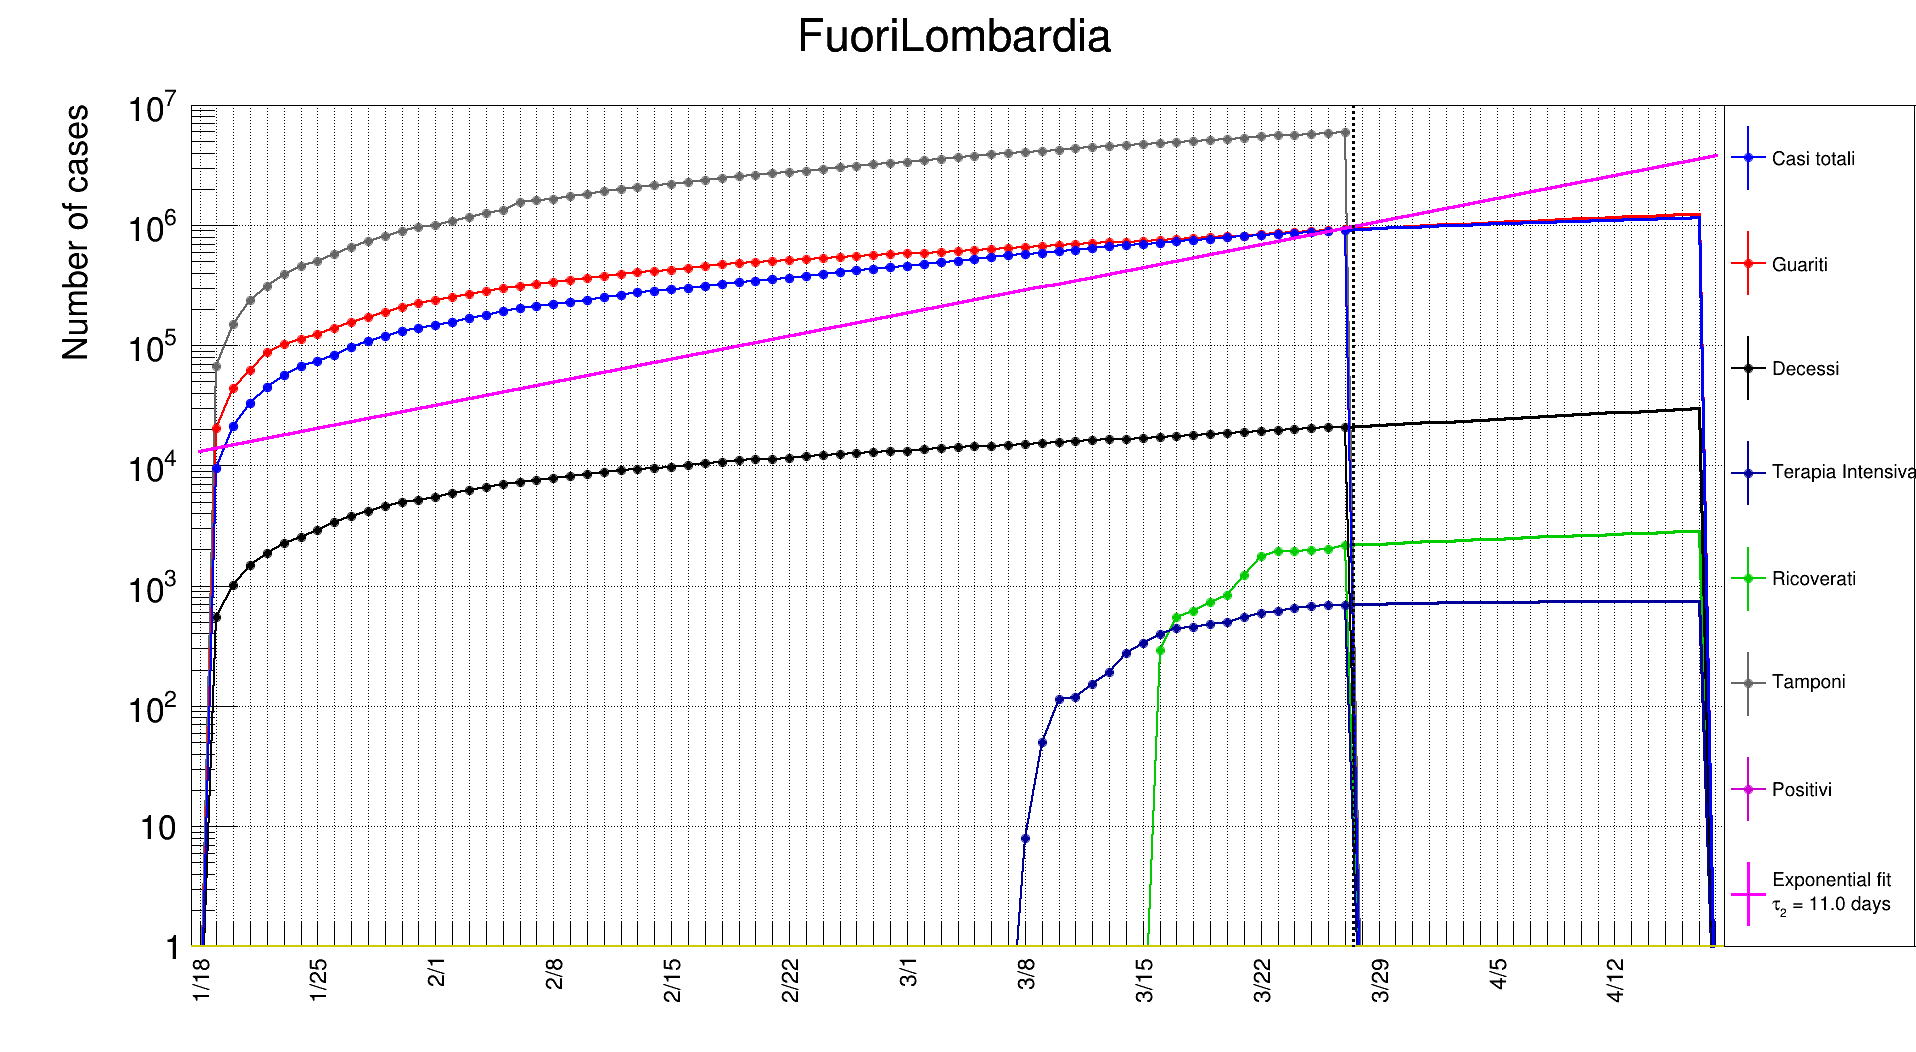 FuoriLombardia
Number of cases
10^7
10^6
10^5
10^4
10^3
10^2
10
1
1/18 1/25 2/1 2/8 2/15 2/22 3/1 3/8 3/15 3/22 3/29 4/5 4/12
Casi totali
Guariti
Decessi
Terapia Intensiva
Ricoverati
Tamponi
Positivi
Exponential fit
τ_2 = 11.0 days